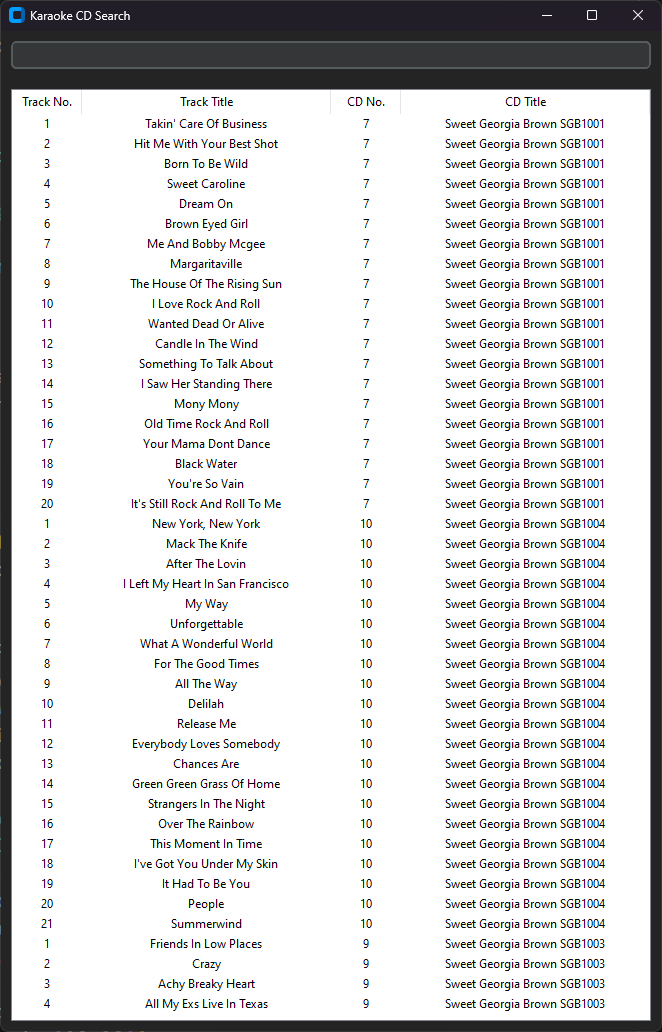 Karaoke CD Search
Track No. Track Title CD No. CD Title
1 Takin' Care Of Business 7 Sweet Georgia Brown SGB1001
2 Hit Me With Your Best Shot 7 Sweet Georgia Brown SGB1001
3 Born To Be Wild 7 Sweet Georgia Brown SGB1001
4 Sweet Caroline 7 Sweet Georgia Brown SGB1001
5 Dream On 7 Sweet Georgia Brown SGB1001
6 Brown Eyed Girl 7 Sweet Georgia Brown SGB1001
7 Me And Bobby Mcgee 7 Sweet Georgia Brown SGB1001
8 Margaritaville 7 Sweet Georgia Brown SGB1001
9 The House Of The Rising Sun 7 Sweet Georgia Brown SGB1001
10 I Love Rock And Roll 7 Sweet Georgia Brown SGB1001
11 Wanted Dead Or Alive 7 Sweet Georgia Brown SGB1001
12 Candle In The Wind 7 Sweet Georgia Brown SGB1001
13 Something To Talk About 7 Sweet Georgia Brown SGB1001
14 I Saw Her Standing There 7 Sweet Georgia Brown SGB1001
15 Mony Mony 7 Sweet Georgia Brown SGB1001
16 Old Time Rock And Roll 7 Sweet Georgia Brown SGB1001
17 Your Mama Dont Dance 7 Sweet Georgia Brown SGB1001
18 Black Water 7 Sweet Georgia Brown SGB1001
19 You're So Vain 7 Sweet Georgia Brown SGB1001
20 It's Still Rock And Roll To Me 7 Sweet Georgia Brown SGB1001
1 New York, New York 10 Sweet Georgia Brown SGB1004
2 Mack The Knife 10 Sweet Georgia Brown SGB1004
3 After The Lovin 10 Sweet Georgia Brown SGB1004
4 I Left My Heart In San Francisco 10 Sweet Georgia Brown SGB1004
5 My Way 10 Sweet Georgia Brown SGB1004
6 Unforgettable 10 Sweet Georgia Brown SGB1004
7 What A Wonderful World 10 Sweet Georgia Brown SGB1004
8 For The Good Times 10 Sweet Georgia Brown SGB1004
9 All The Way 10 Sweet Georgia Brown SGB1004
10 Delilah 10 Sweet Georgia Brown SGB1004
11 Release Me 10 Sweet Georgia Brown SGB1004
12 Everybody Loves Somebody 10 Sweet Georgia Brown SGB1004
13 Chances Are 10 Sweet Georgia Brown SGB1004
14 Green Green Grass Of Home 10 Sweet Georgia Brown SGB1004
15 Strangers In The Night 10 Sweet Georgia Brown SGB1004
16 Over The Rainbow 10 Sweet Georgia Brown SGB1004
17 This Moment In Time 10 Sweet Georgia Brown SGB1004
18 I've Got You Under My Skin 10 Sweet Georgia Brown SGB1004
19 It Had To Be You 10 Sweet Georgia Brown SGB1004
20 People 10 Sweet Georgia Brown SGB1004
21 Summerwind 10 Sweet Georgia Brown SGB1004
1 Friends In Low Places 9 Sweet Georgia Brown SGB1003
2 Crazy 9 Sweet Georgia Brown SGB1003
3 Achy Breaky Heart 9 Sweet Georgia Brown SGB1003
4 All My Exs Live In Texas 9 Sweet Georgia Brown SGB1003